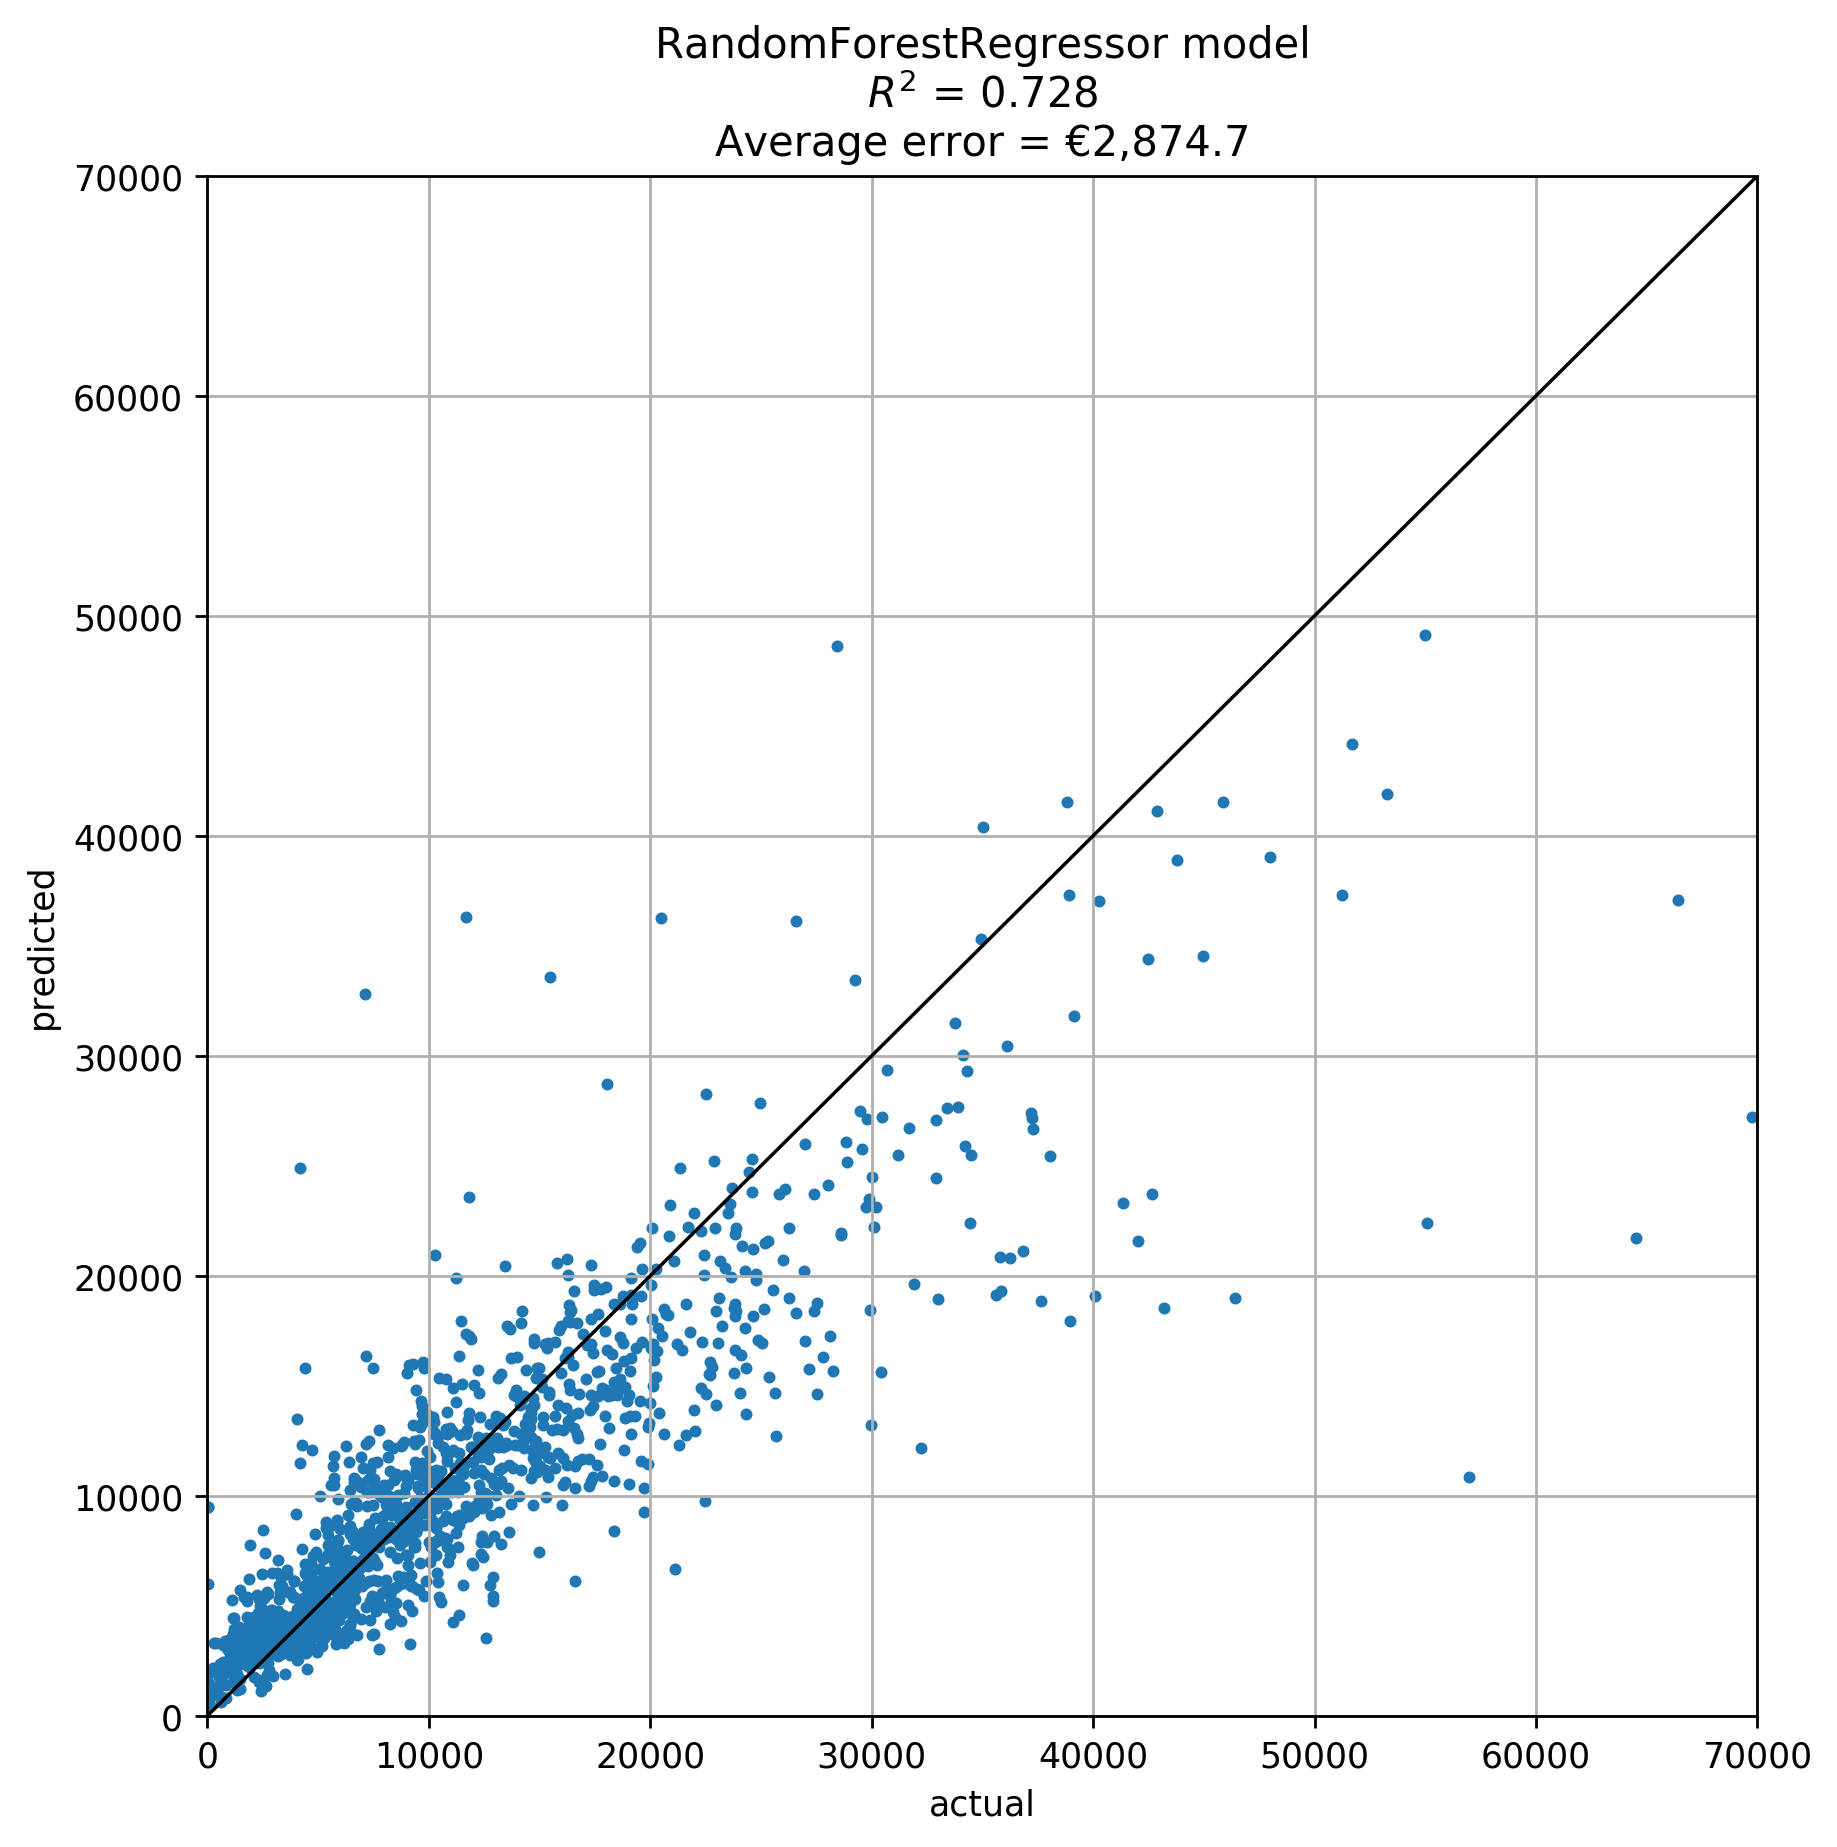 RandomForestRegressor model
R² = 0.728
Average error = €2,874.7
70000
60000
50000
40000
30000
20000
10000
0
predicted
0 10000 20000 30000 40000 50000 60000 70000
actual